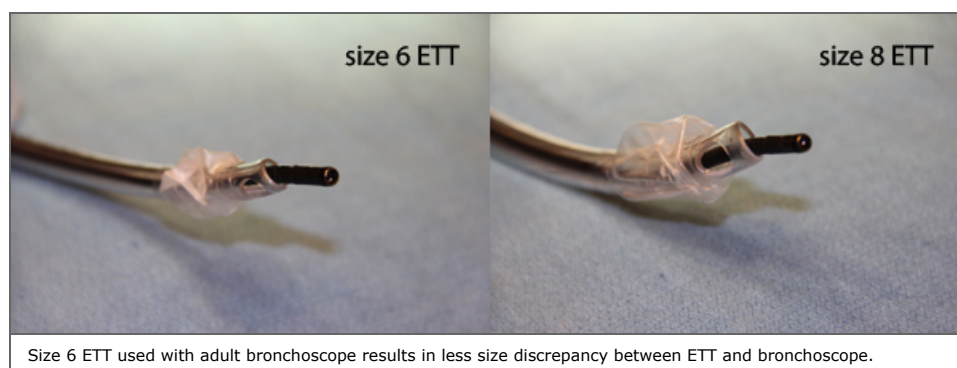 size 6 ETT
size 8 ETT
Size 6 ETT used with adult bronchoscope results in less size discrepancy between ETT and bronchoscope.